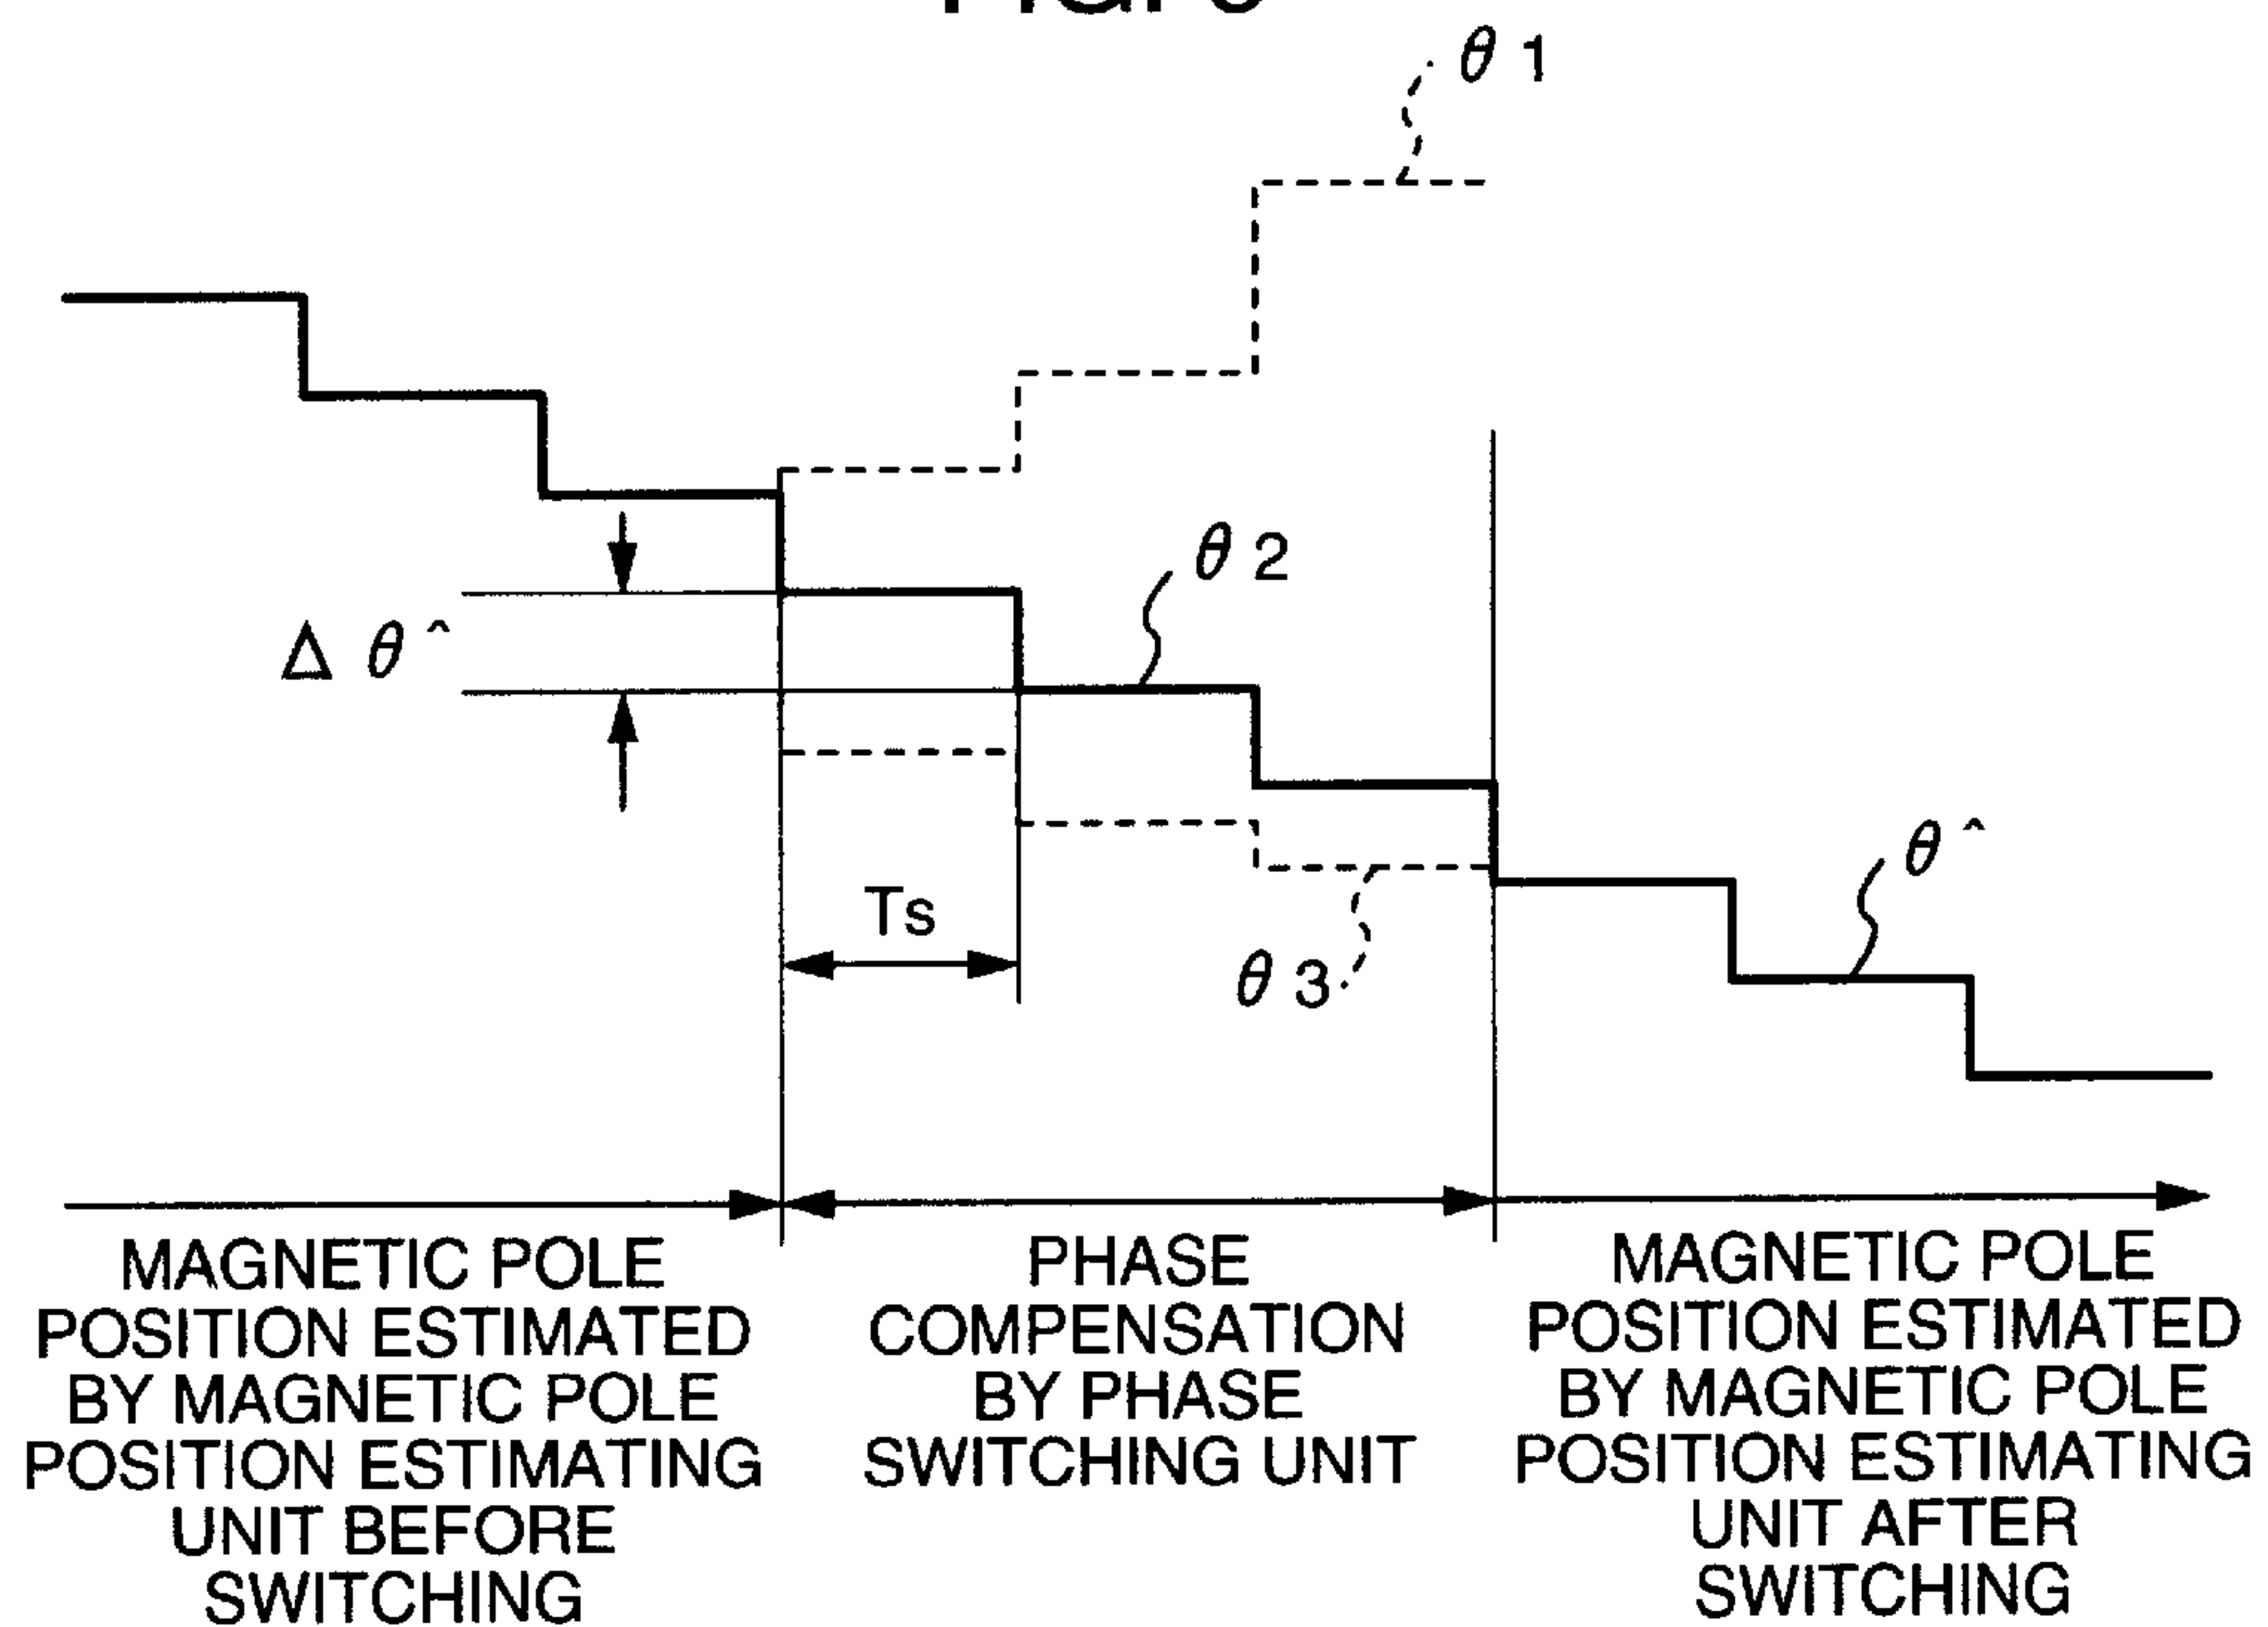 θ 1
θ 2
Δ θ ^
θ ^
Ts
θ 3
MAGNETIC POLE
POSITION ESTIMATED
BY MAGNETIC POLE
POSITION ESTIMATING
UNIT BEFORE
SWITCHING
PHASE
COMPENSATION
BY PHASE
SWITCHING UNIT
MAGNETIC POLE
POSITION ESTIMATED
BY MAGNETIC POLE
POSITION ESTIMATING
UNIT AFTER
SWITCHING